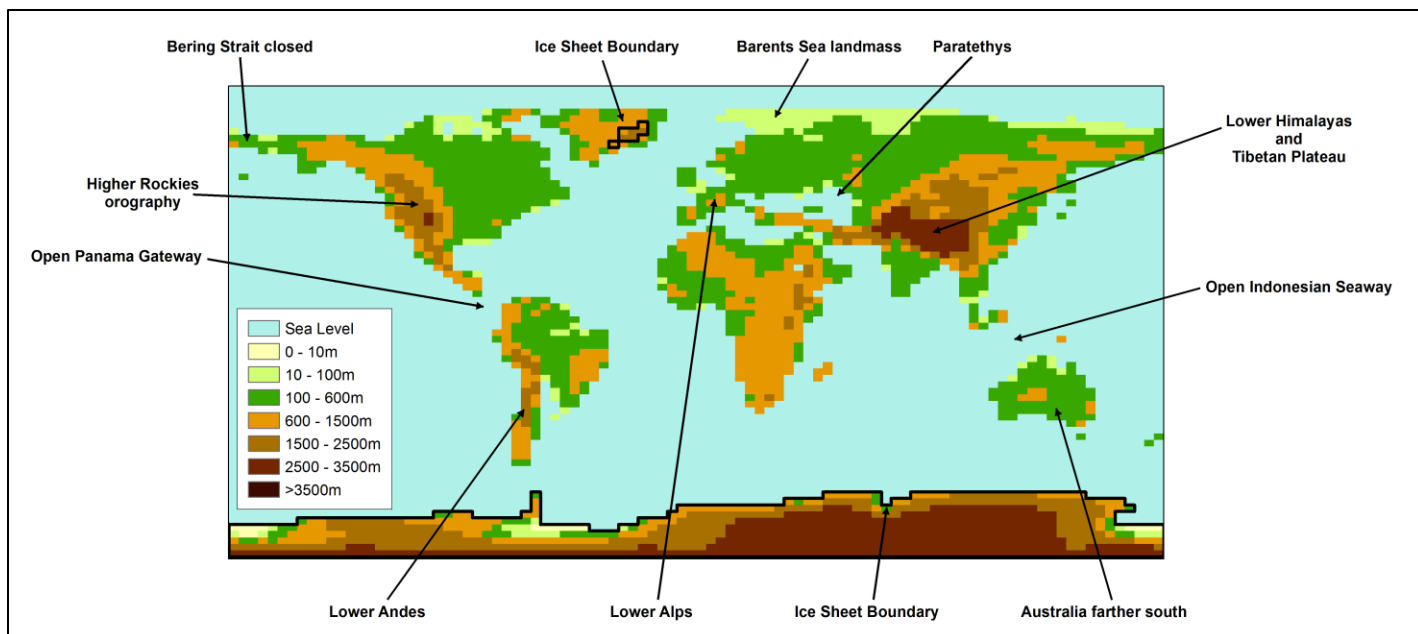 Bering Strait closed
Ice Sheet Boundary
Barents Sea landmass
Paratethys
Lower Himalayas
and
Tibetan Plateau
Higher Rockies
orography
Open Panama Gateway
Open Indonesian Seaway
Sea Level
0 - 10m
10 - 100m
100 - 600m
600 - 1500m
1500 - 2500m
2500 - 3500m
>3500m
Lower Andes
Lower Alps
Ice Sheet Boundary
Australia farther south